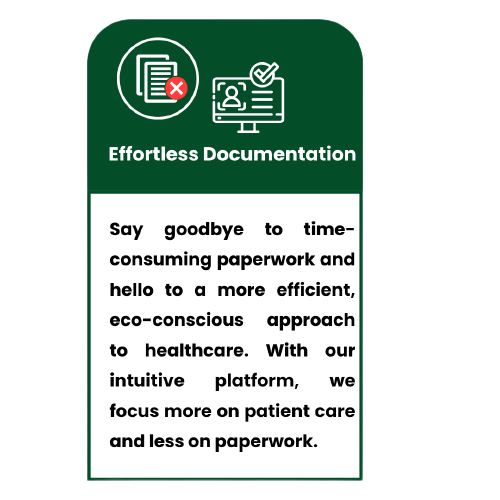 Effortless Documentation
Say goodbye to time-
consuming paperwork and
hello to a more efficient,
eco-conscious approach
to healthcare. With our
intuitive platform, we
focus more on patient care
and less on paperwork.